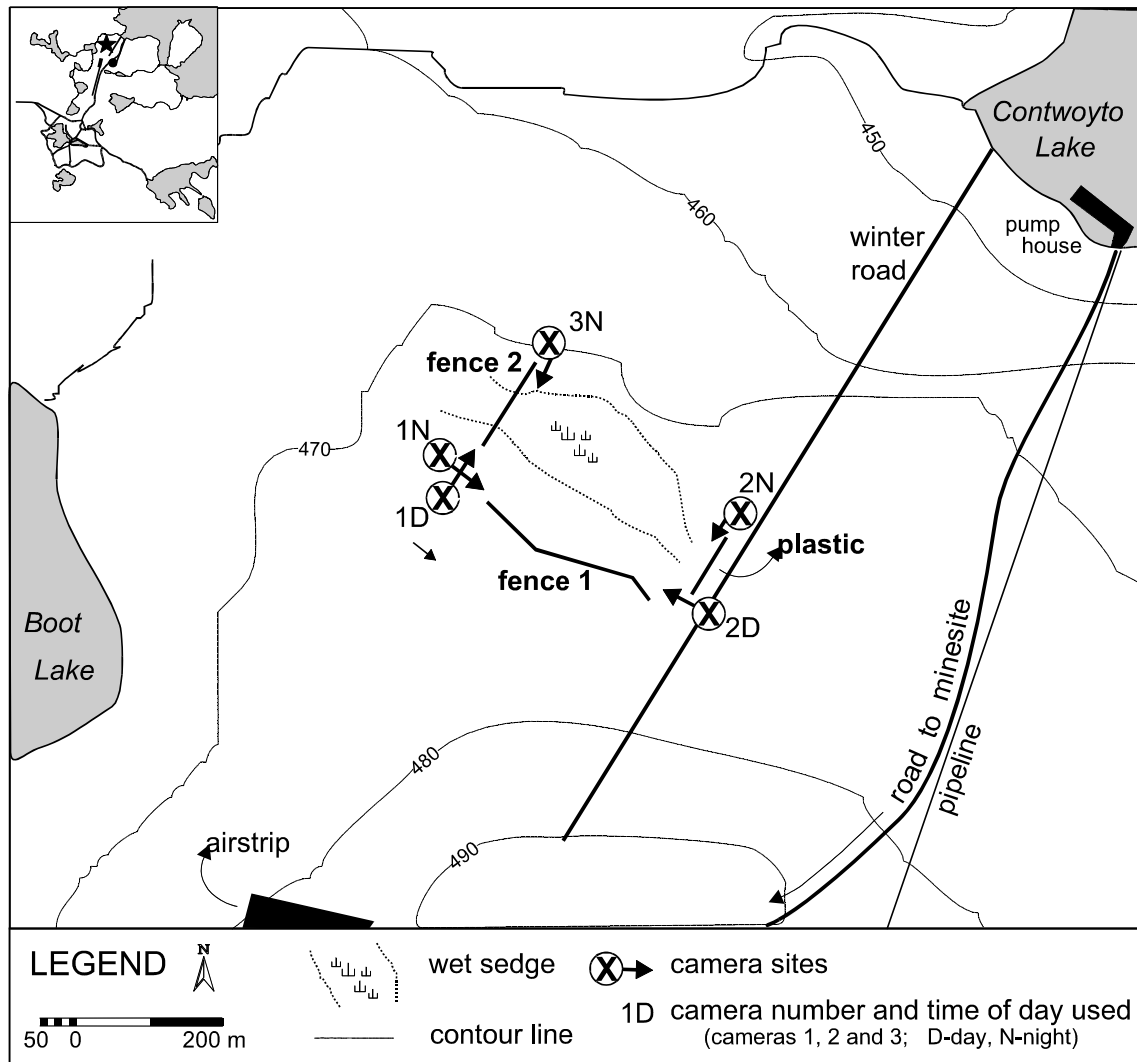 Contwoyto
Lake
450
460
winter
road
pump
house
3N
fence 2
1N
470
2N
1D
plastic
fence 1
2D
Boot
Lake
road to minesite
pipeline
480
airstrip
490
LEGEND
N
wet sedge
camera sites
contour line
1D camera number and time of day used
(cameras 1, 2 and 3; D-day, N-night)
50 0 200 m